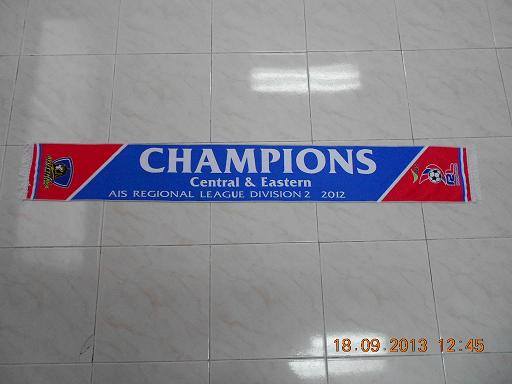 CHAMPIONS
Central & Eastern
AIS REGIONAL LEAGUE DIVISION 2 2012
18.09.2013 12:45